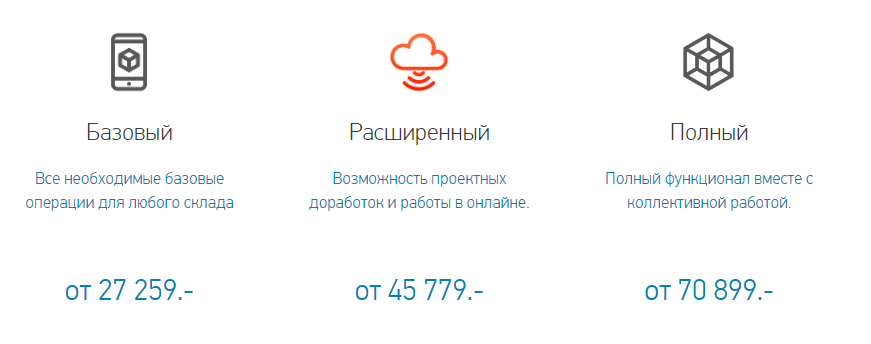 Базовый
Расширенный
Полный
Все необходимые базовые
операции для любого склада
Возможность проектных
доработок и работы в онлайне.
Полный функционал вместе с
коллективной работой.
от 27 259.-
от 45 779.-
от 70 899.-